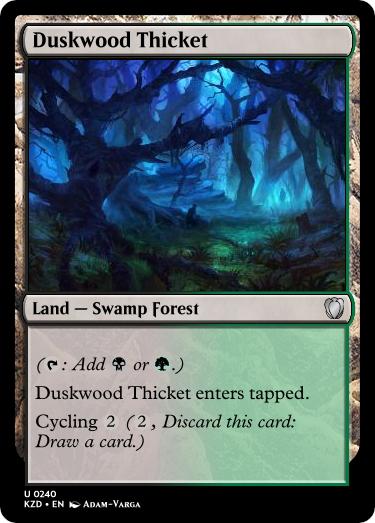 Duskwood Thicket
Land — Swamp Forest
(: Add or .)
Duskwood Thicket enters tapped.
Cycling 2 (2, Discard this card:
Draw a card.)
U 0240
KZD • EN Adam-Varga